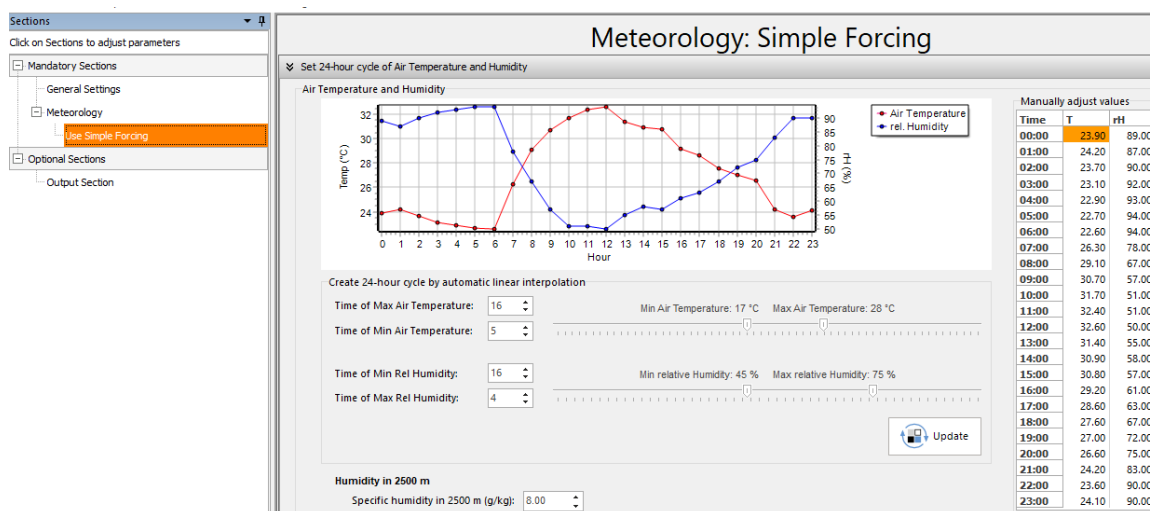 Sections
Click on Sections to adjust parameters
Mandatory Sections
General Settings
Meteorology
Use Simple Forcing
Optional Sections
Output Section
Meteorology: Simple Forcing
Set 24-hour cycle of Air Temperature and Humidity
Air Temperature and Humidity
Temp (°C)
32
30
28
26
24
90
85
80
75
70
65
60
55
50
rH (%)
0 1 2 3 4 5 6 7 8 9 10 11 12 13 14 15 16 17 18 19 20 21 22 23
Hour
Air Temperature
rel. Humidity
Create 24-hour cycle by automatic linear interpolation
Time of Max Air Temperature: 16 Min Air Temperature: 17 °C Max Air Temperature: 28 °C
Time of Min Air Temperature: 5
Time of Min Rel Humidity: 16 Min relative Humidity: 45 % Max relative Humidity: 75 %
Time of Max Rel Humidity: 4
Update
Humidity in 2500 m
Specific humidity in 2500 m (g/kg): 8.00
Manually adjust values
Time T rH
00:00 23.90 89.00
01:00 24.20 87.00
02:00 23.70 90.00
03:00 23.10 92.00
04:00 22.90 93.00
05:00 22.70 94.00
06:00 22.60 94.00
07:00 26.30 78.00
08:00 29.10 67.00
09:00 30.70 57.00
10:00 31.70 51.00
11:00 32.40 51.00
12:00 32.60 50.00
13:00 31.40 55.00
14:00 30.90 58.00
15:00 30.80 57.00
16:00 29.20 61.00
17:00 28.60 63.00
18:00 27.60 67.00
19:00 27.00 72.00
20:00 26.60 75.00
21:00 24.20 83.00
22:00 23.60 90.00
23:00 24.10 90.00